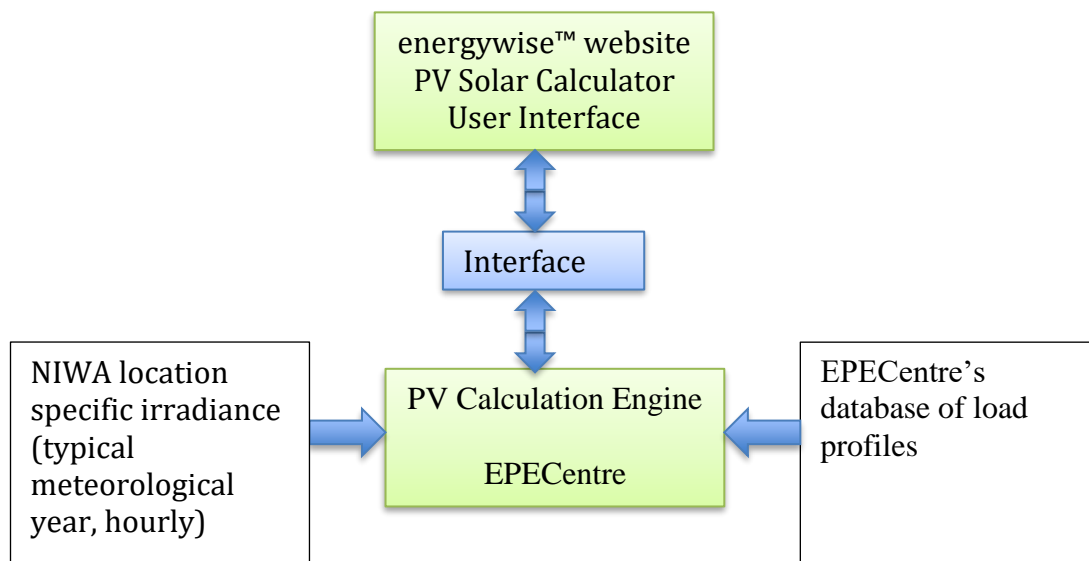 energywise™ website
PV Solar Calculator
User Interface
Interface
NIWA location
specific irradiance
(typical
meteorological
year, hourly)
PV Calculation Engine
EPECentre
EPECentre’s
database of load
profiles